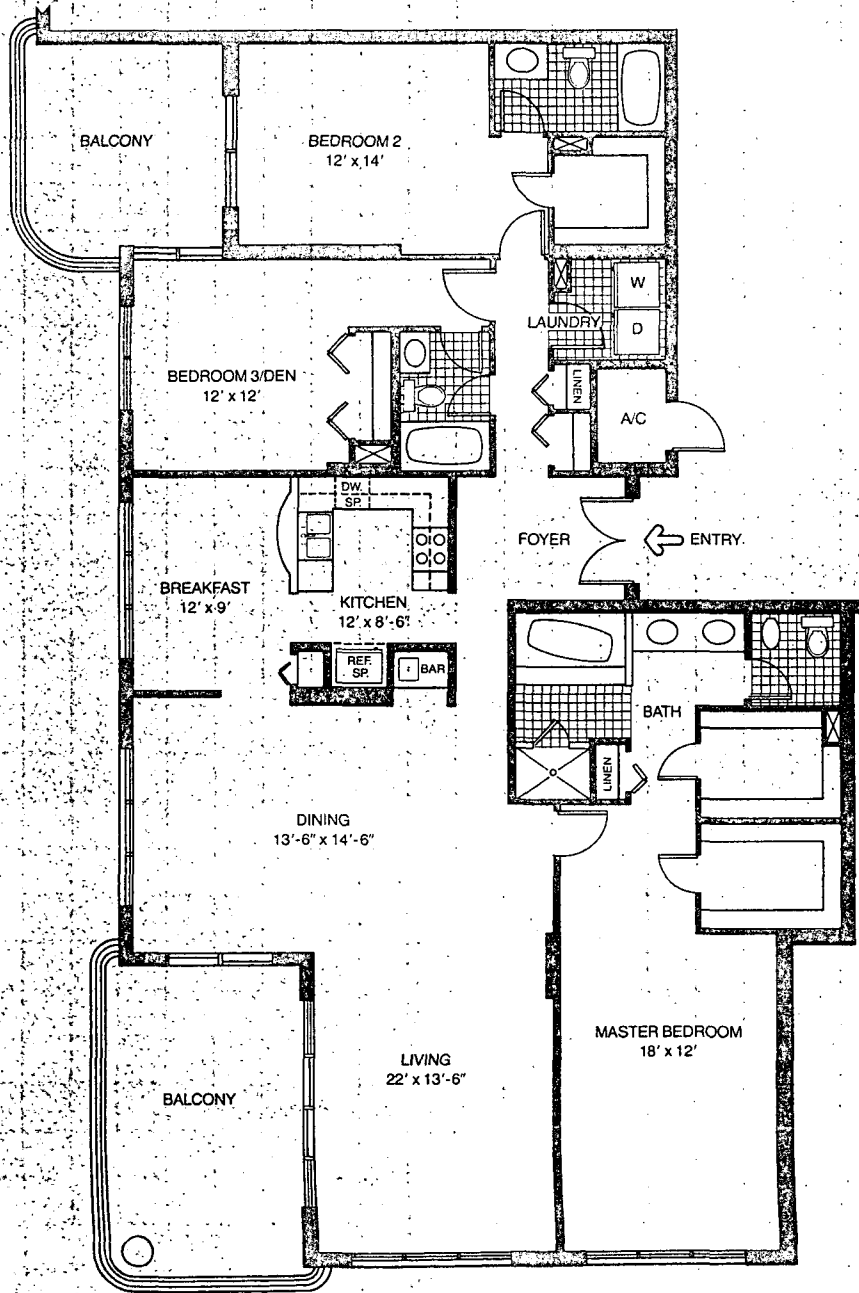 BALCONY
BEDROOM 2
12' x 14'
W
D
LAUNDRY
BEDROOM 3/DEN
12' x 12'
LINEN
A/C
DW.
SP.
FOYER
ENTRY
BREAKFAST
12' x 9'
KITCHEN
12' x 8'-6"
REF.
SP.
BAR
BATH
LINEN
DINING
13'-6" x 14'-6"
MASTER BEDROOM
18' x 12'
LIVING
22' x 13'-6"
BALCONY